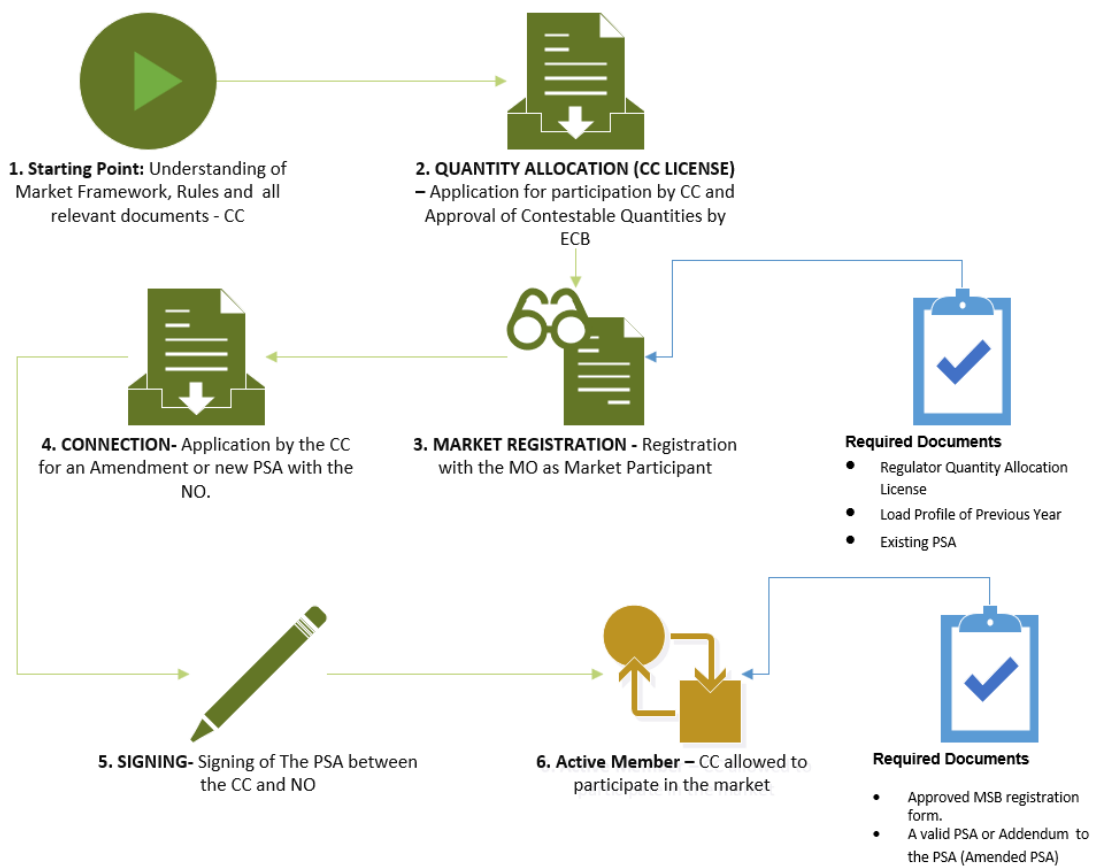 1. Starting Point: Understanding of
Market Framework, Rules and all
relevant documents - CC
2. QUANTITY ALLOCATION (CC LICENSE)
– Application for participation by CC and
Approval of Contestable Quantities by
ECB
4. CONNECTION- Application by the CC
for an Amendment or new PSA with the
NO.
3. MARKET REGISTRATION - Registration
with the MO as Market Participant
Required Documents
● Regulator Quantity Allocation
License
● Load Profile of Previous Year
● Existing PSA
5. SIGNING- Signing of The PSA between
the CC and NO
6. Active Member – CC allowed to
participate in the market
Required Documents
• Approved MSB registration
form.
• A valid PSA or Addendum to
the PSA (Amended PSA)